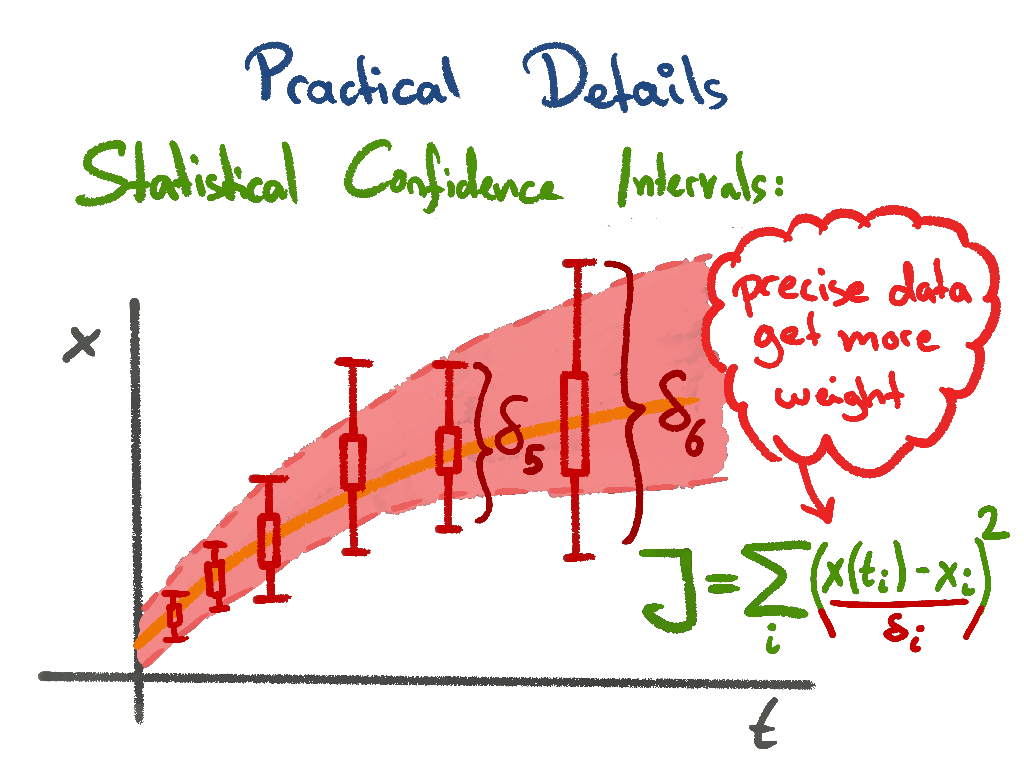 Practical Details
Statistical Confidence Intervals:
x
precise data
get more
weight
δ5
δ6
J = ∑i ((x(ti) - xi)/δi)²
t